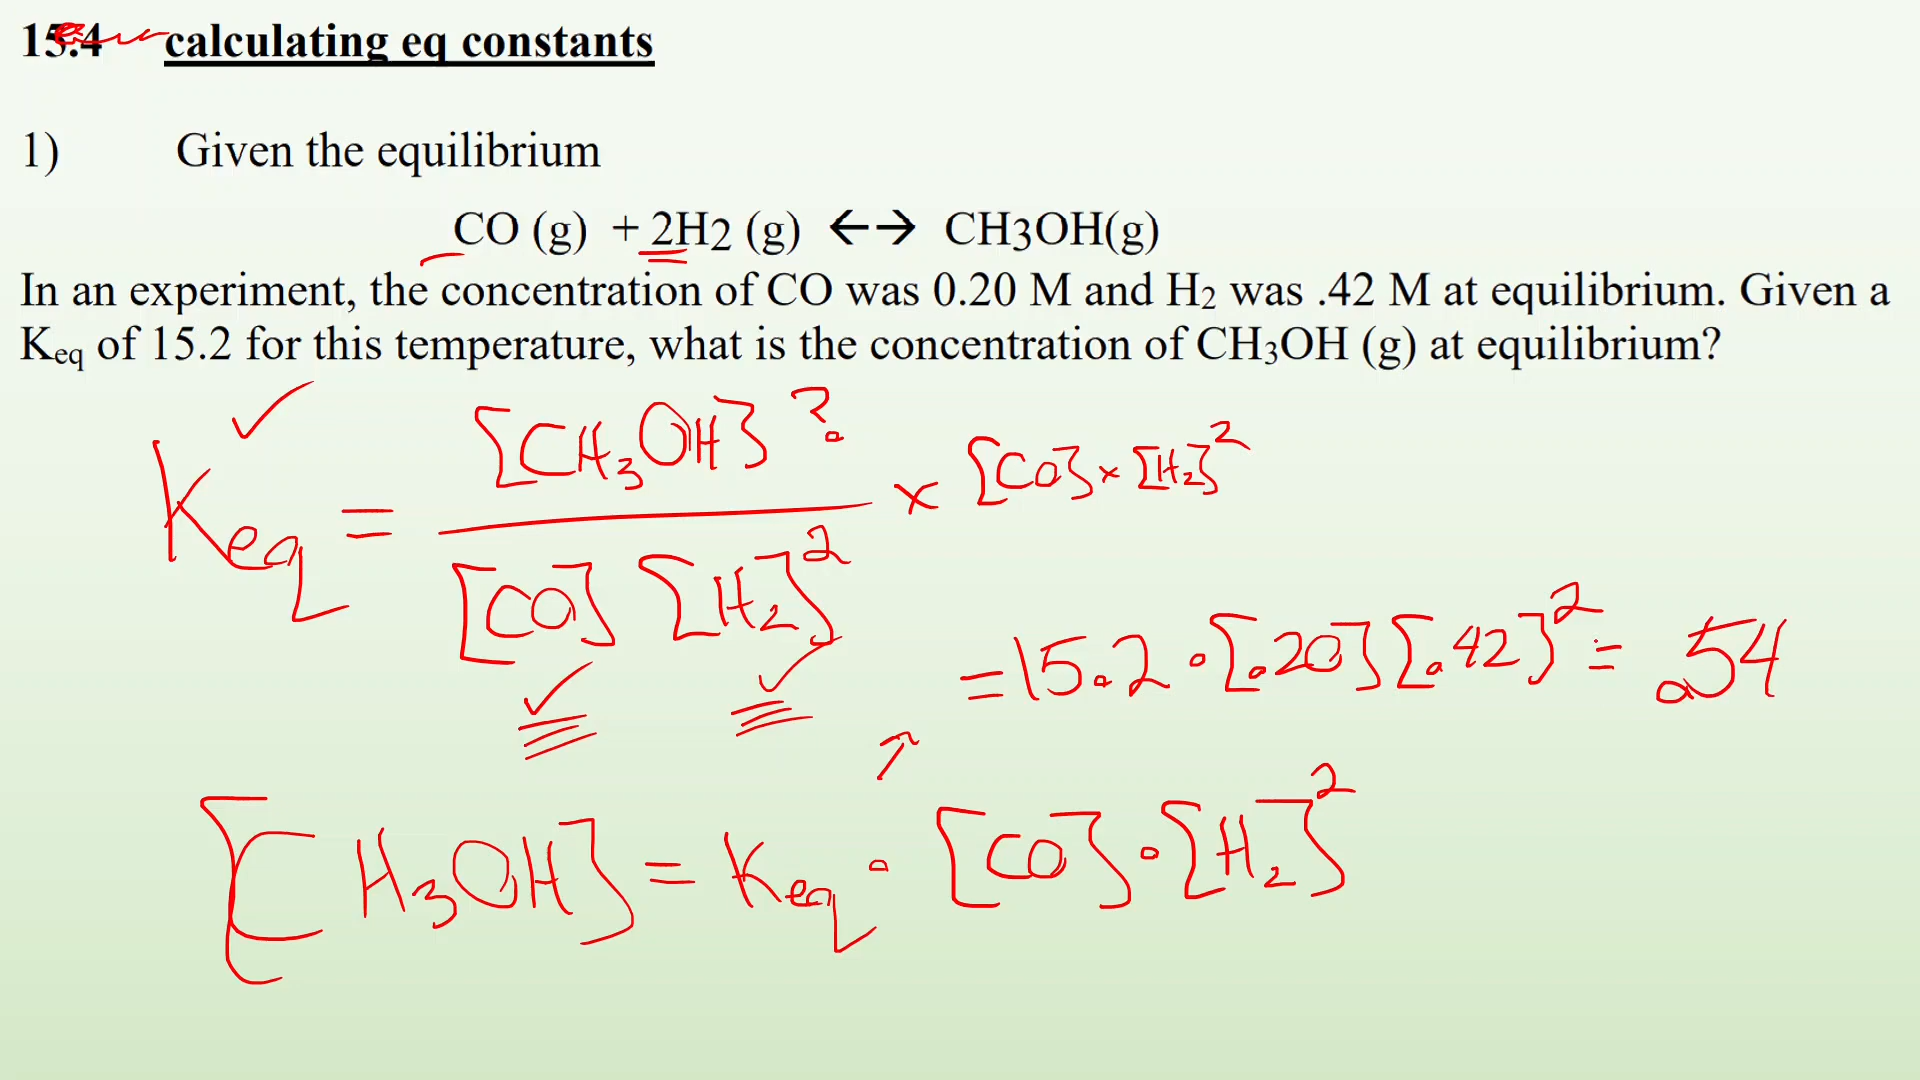 15.4 calculating eq constants
1) Given the equilibrium
CO (g) + 2H2 (g) ←→ CH3OH(g)
In an experiment, the concentration of CO was 0.20 M and H₂ was .42 M at equilibrium. Given a
Keq of 15.2 for this temperature, what is the concentration of CH₃OH (g) at equilibrium?
Keq = [CH₃OH]? / [CO] [H₂]² × [CO] × [H₂]²
= 15.2 · [.20] [.42]² = .54
[CH₃OH] = Keq · [CO] · [H₂]²